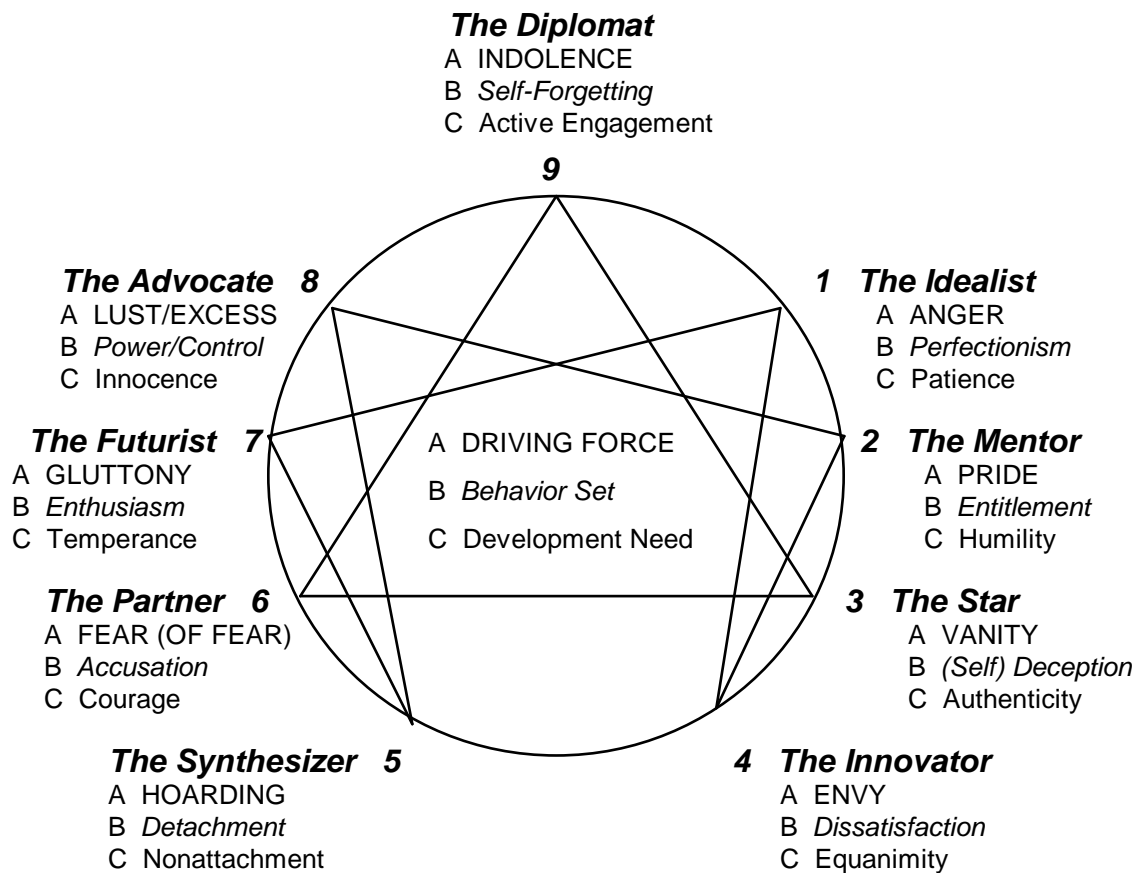 The Diplomat
A INDOLENCE
B Self-Forgetting
C Active Engagement
9
The Advocate 8
A LUST/EXCESS
B Power/Control
C Innocence
1 The Idealist
A ANGER
B Perfectionism
C Patience
The Futurist 7
A GLUTTONY
B Enthusiasm
C Temperance
A DRIVING FORCE
B Behavior Set
C Development Need
2 The Mentor
A PRIDE
B Entitlement
C Humility
The Partner 6
A FEAR (OF FEAR)
B Accusation
C Courage
3 The Star
A VANITY
B (Self) Deception
C Authenticity
The Synthesizer 5
A HOARDING
B Detachment
C Nonattachment
4 The Innovator
A ENVY
B Dissatisfaction
C Equanimity